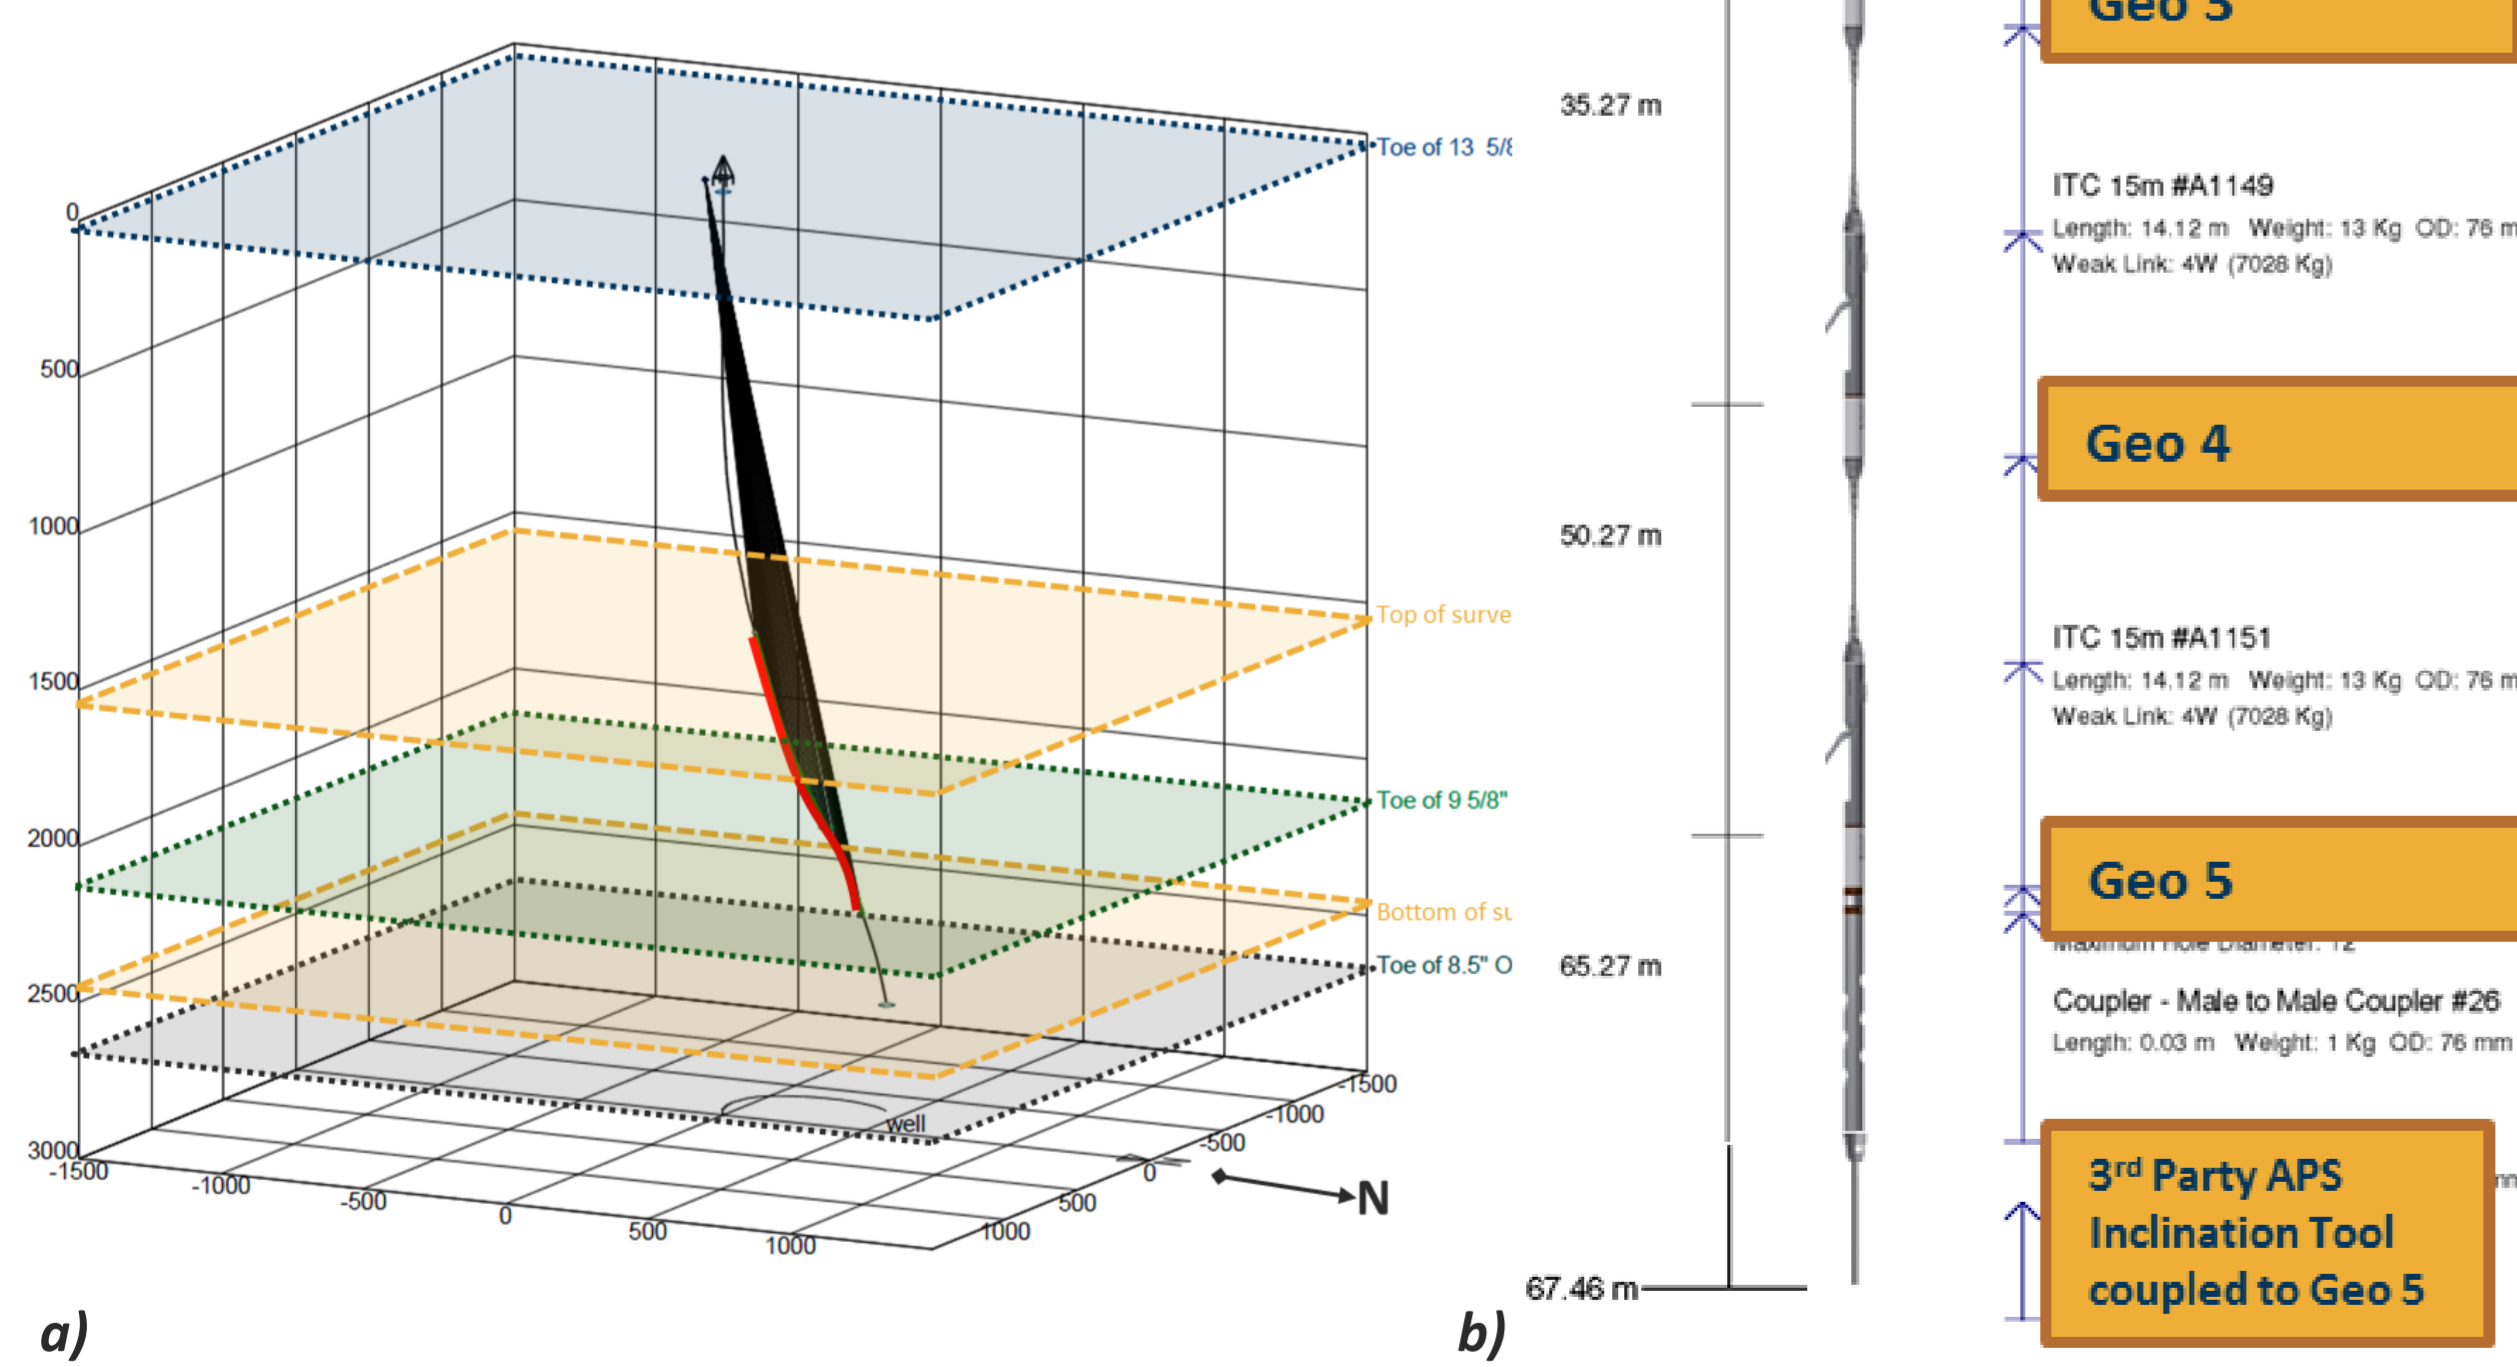 0
500
1000
1500
2000
2500
3000
-1500
-1000
-500
0
500
1000
1000
500
0
-500
-1000
-1500
Toe of 13 5/8
Top of surve
Toe of 9 5/8"
Bottom of su
Toe of 8.5" O
well
N
a)
35.27 m
50.27 m
65.27 m
67.46 m
b)
Geo 3
ITC 15m #A1149
Length: 14.12 m Weight: 13 Kg OD: 76 m
Weak Link: 4W (7028 Kg)
Geo 4
ITC 15m #A1151
Length: 14.12 m Weight: 13 Kg OD: 76 m
Weak Link: 4W (7028 Kg)
Geo 5
Maximum Hole Diameter: 12
Coupler - Male to Male Coupler #26
Length: 0.03 m Weight: 1 Kg OD: 76 mm
3rd Party APS
Inclination Tool
coupled to Geo 5